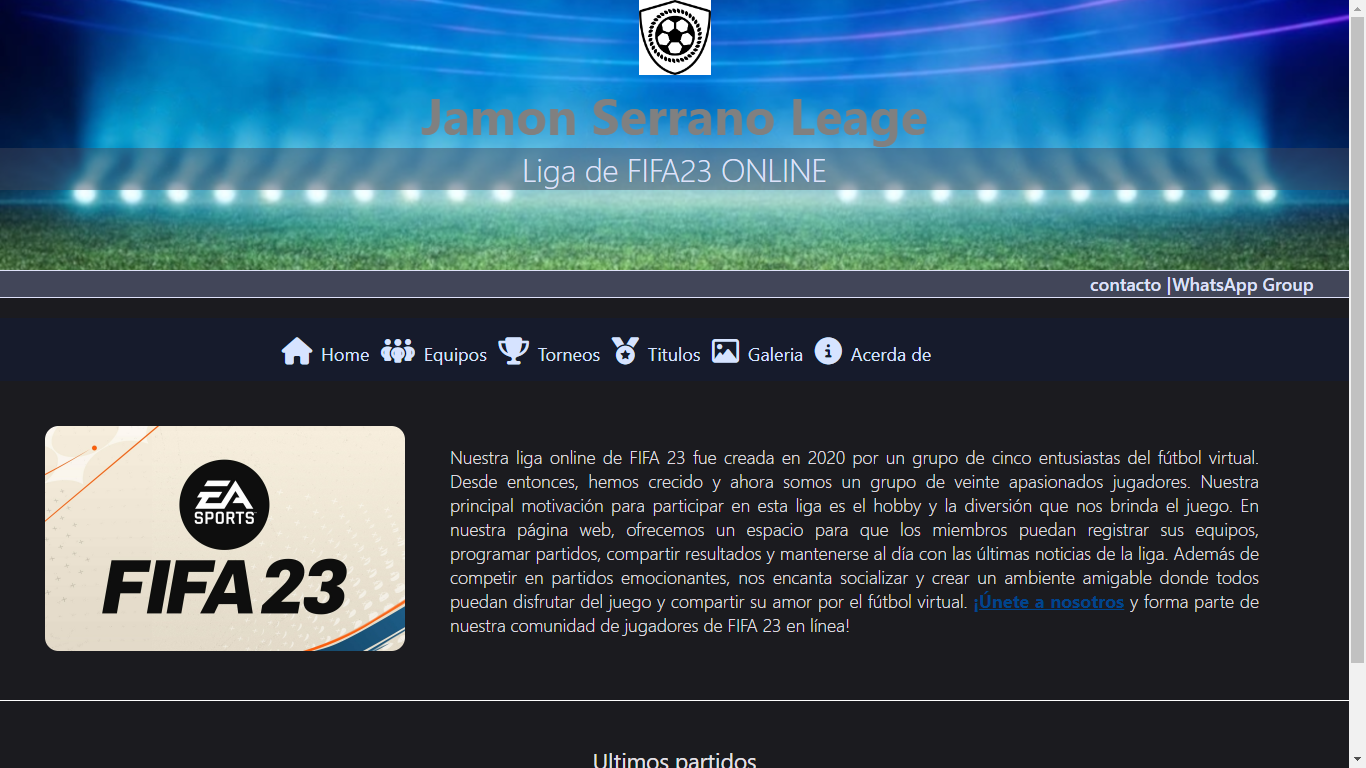 Jamon Serrano Leage
Liga de FIFA23 ONLINE
contacto |WhatsApp Group
Home Equipos Torneos Titulos Galeria Acerda de
EA
SPORTS
FIFA 23
Nuestra liga online de FIFA 23 fue creada en 2020 por un grupo de cinco entusiastas del fútbol virtual.
Desde entonces, hemos crecido y ahora somos un grupo de veinte apasionados jugadores. Nuestra
principal motivación para participar en esta liga es el hobby y la diversión que nos brinda el juego. En
nuestra página web, ofrecemos un espacio para que los miembros puedan registrar sus equipos,
programar partidos, compartir resultados y mantenerse al día con las últimas noticias de la liga. Además de
competir en partidos emocionantes, nos encanta socializar y crear un ambiente amigable donde todos
puedan disfrutar del juego y compartir su amor por el fútbol virtual. ¡Únete a nosotros y forma parte de
nuestra comunidad de jugadores de FIFA 23 en línea!
Ultimos partidos